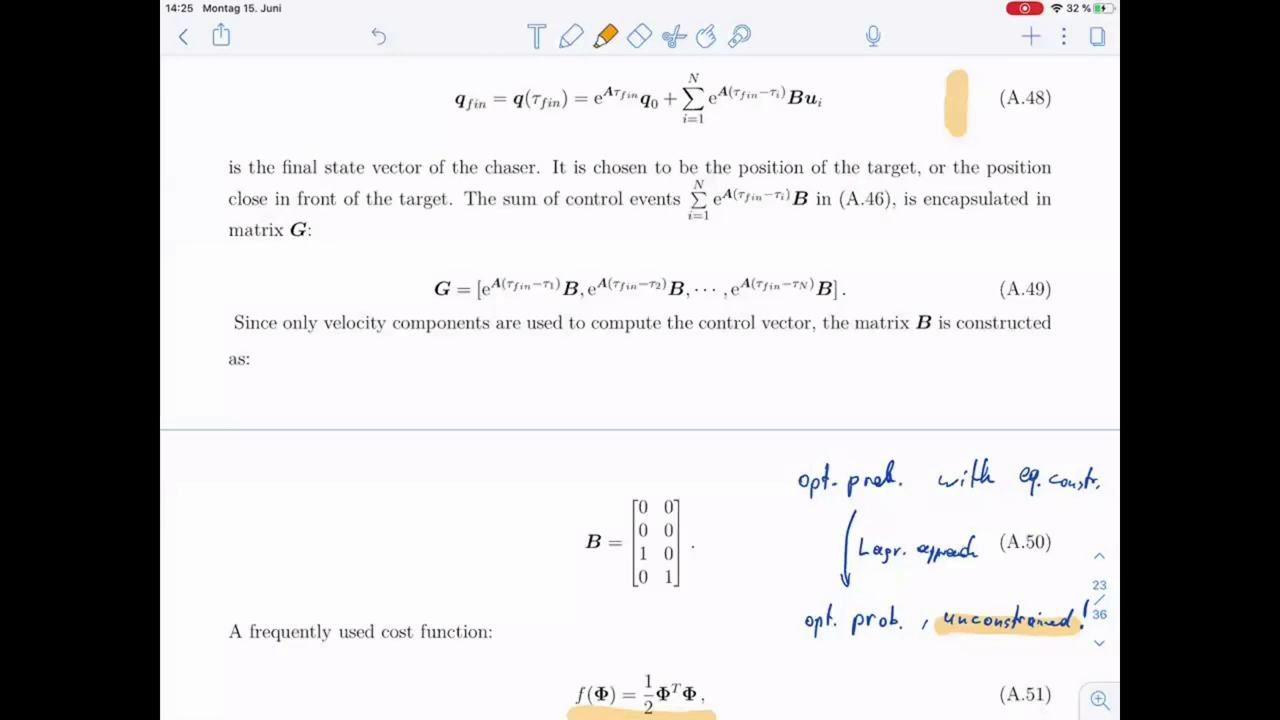 14:25 Montag 15. Juni 32 %
q_fin = q(τ_fin) = e^{Aτ_fin} q_0 + \sum_{i=1}^{N} e^{A(τ_fin−τ_i)} B u_i (A.48)
is the final state vector of the chaser. It is chosen to be the position of the target, or the position
close in front of the target. The sum of control events \sum_{i=1}^{N} e^{A(τ_fin−τ_i)} B in (A.46), is encapsulated in
matrix G:
G = [e^{A(τ_fin−τ_1)} B, e^{A(τ_fin−τ_2)} B, ⋯ , e^{A(τ_fin−τ_N)} B] . (A.49)
Since only velocity components are used to compute the control vector, the matrix B is constructed
as:
opt. prob. with eq. constr.
B = [0 0
0 0
1 0
0 1] . (A.50)
Lagr. approach
23
/
36
opt. prob. , unconstrained!
A frequently used cost function:
f(Φ) = 1/2 Φ^T Φ , (A.51)